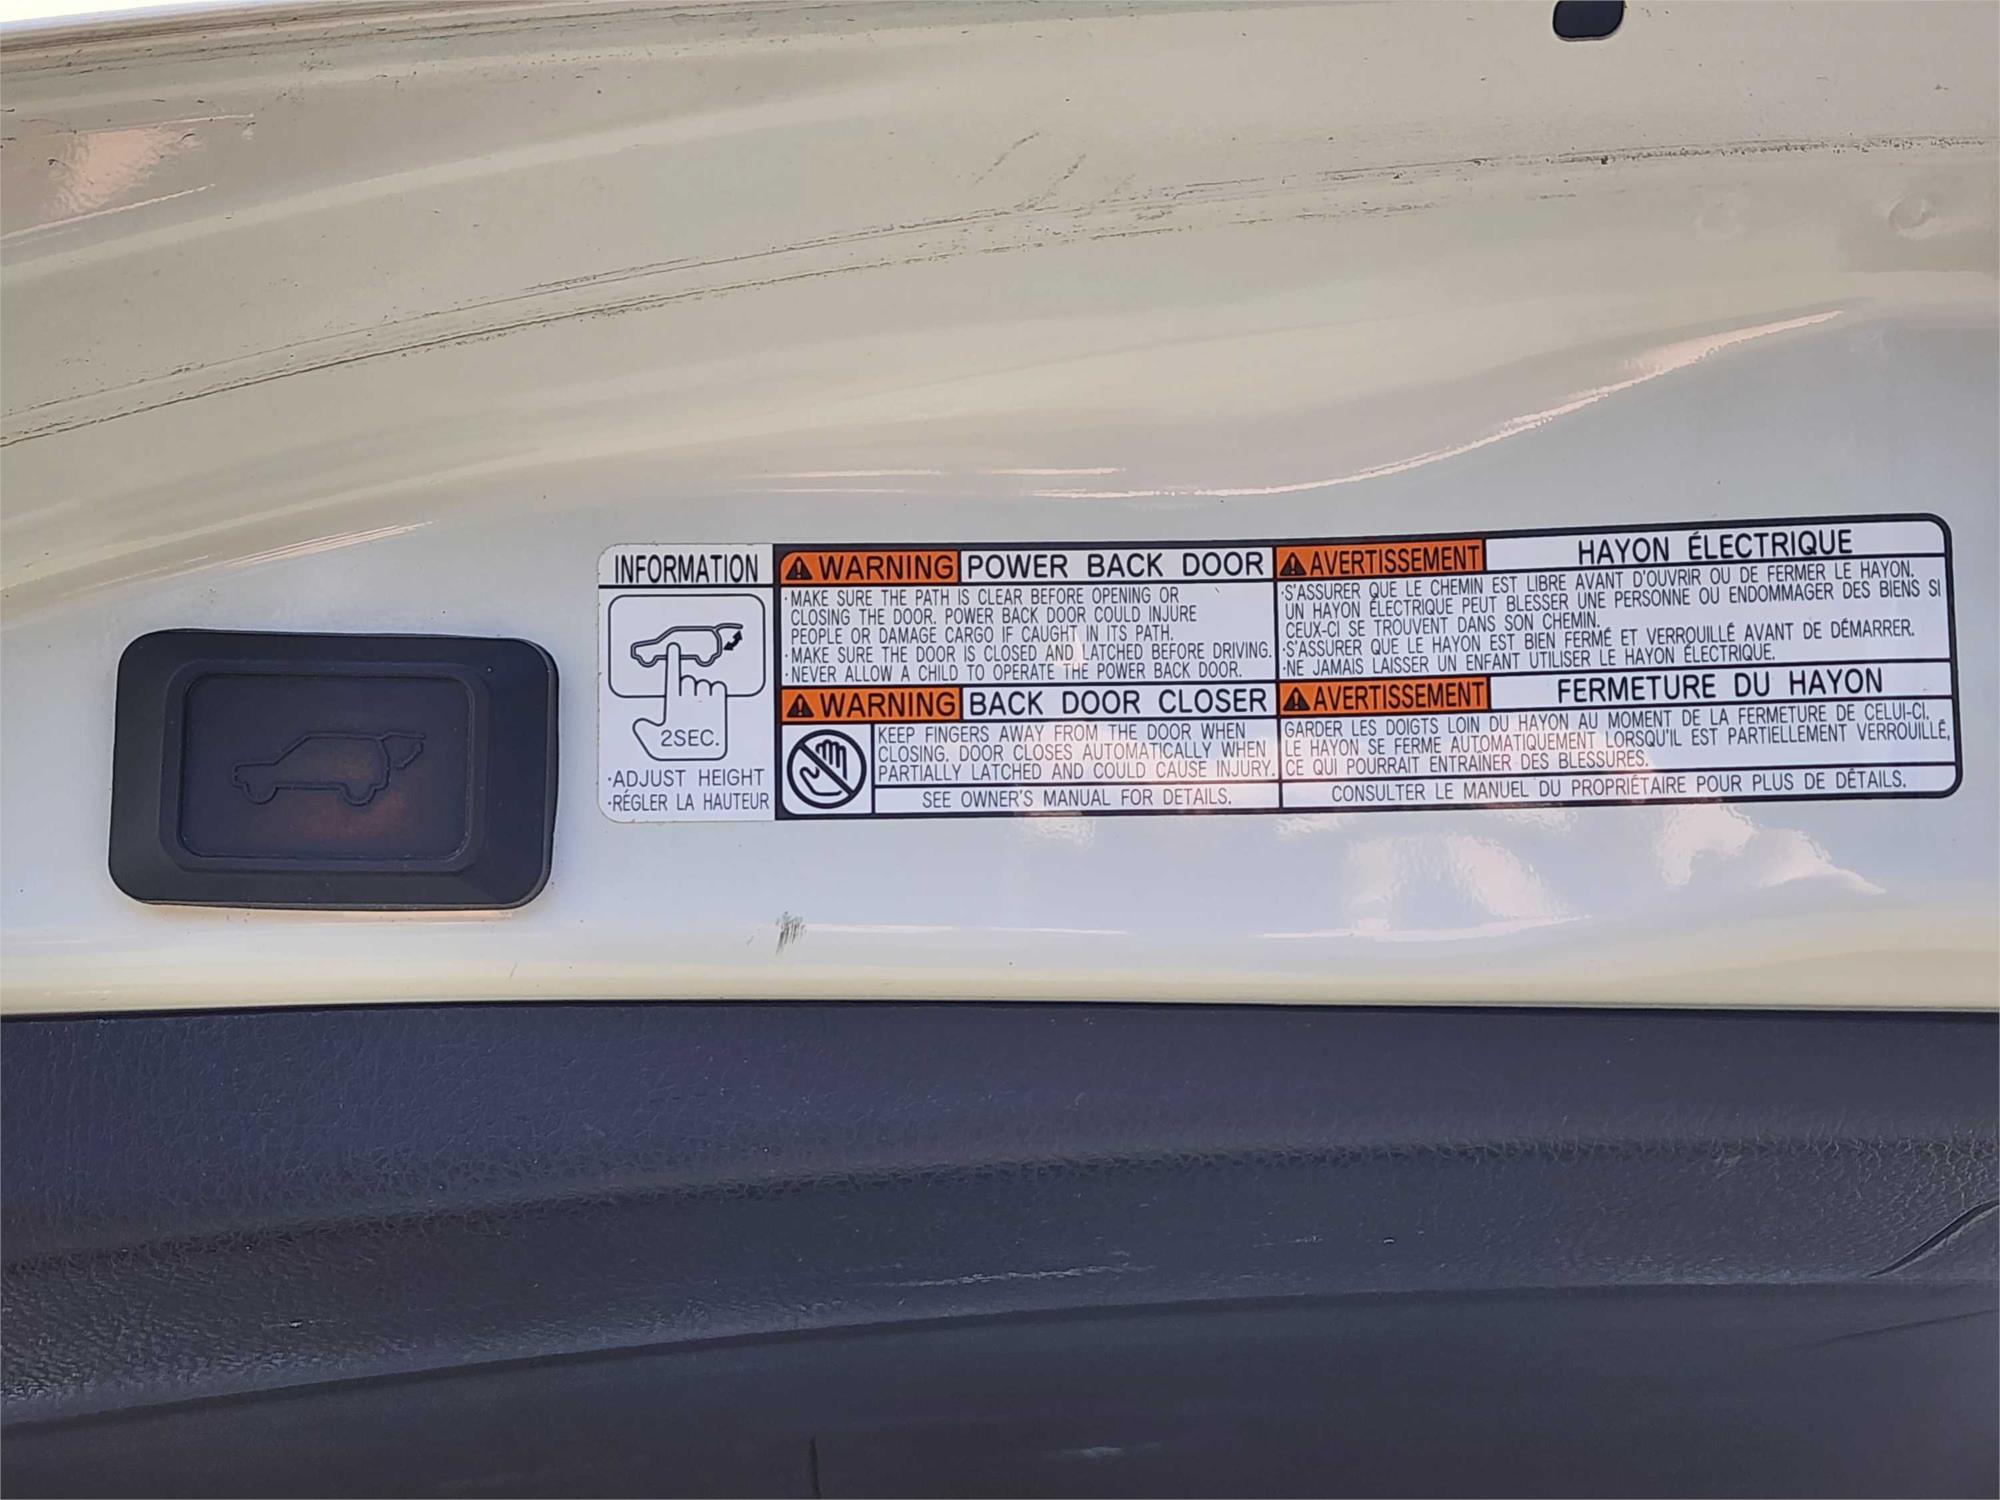 INFORMATION
2SEC.
·ADJUST HEIGHT
·RÉGLER LA HAUTEUR
WARNING POWER BACK DOOR
·MAKE SURE THE PATH IS CLEAR BEFORE OPENING OR
CLOSING THE DOOR. POWER BACK DOOR COULD INJURE
PEOPLE OR DAMAGE CARGO IF CAUGHT IN ITS PATH.
·MAKE SURE THE DOOR IS CLOSED AND LATCHED BEFORE DRIVING.
·NEVER ALLOW A CHILD TO OPERATE THE POWER BACK DOOR.
WARNING BACK DOOR CLOSER
KEEP FINGERS AWAY FROM THE DOOR WHEN
CLOSING. DOOR CLOSES AUTOMATICALLY WHEN
PARTIALLY LATCHED AND COULD CAUSE INJURY.
SEE OWNER'S MANUAL FOR DETAILS.
AVERTISSEMENT HAYON ÉLECTRIQUE
·S'ASSURER QUE LE CHEMIN EST LIBRE AVANT D'OUVRIR OU DE FERMER LE HAYON.
UN HAYON ÉLECTRIQUE PEUT BLESSER UNE PERSONNE OU ENDOMMAGER DES BIENS SI
CEUX-CI SE TROUVENT DANS SON CHEMIN.
·S'ASSURER QUE LE HAYON EST BIEN FERMÉ ET VERROUILLÉ AVANT DE DÉMARRER.
·NE JAMAIS LAISSER UN ENFANT UTILISER LE HAYON ÉLECTRIQUE.
AVERTISSEMENT FERMETURE DU HAYON
GARDER LES DOIGTS LOIN DU HAYON AU MOMENT DE LA FERMETURE DE CELUI-CI.
LE HAYON SE FERME AUTOMATIQUEMENT LORSQU'IL EST PARTIELLEMENT VERROUILLÉ,
CE QUI POURRAIT ENTRAINER DES BLESSURES.
CONSULTER LE MANUEL DU PROPRIÉTAIRE POUR PLUS DE DÉTAILS.